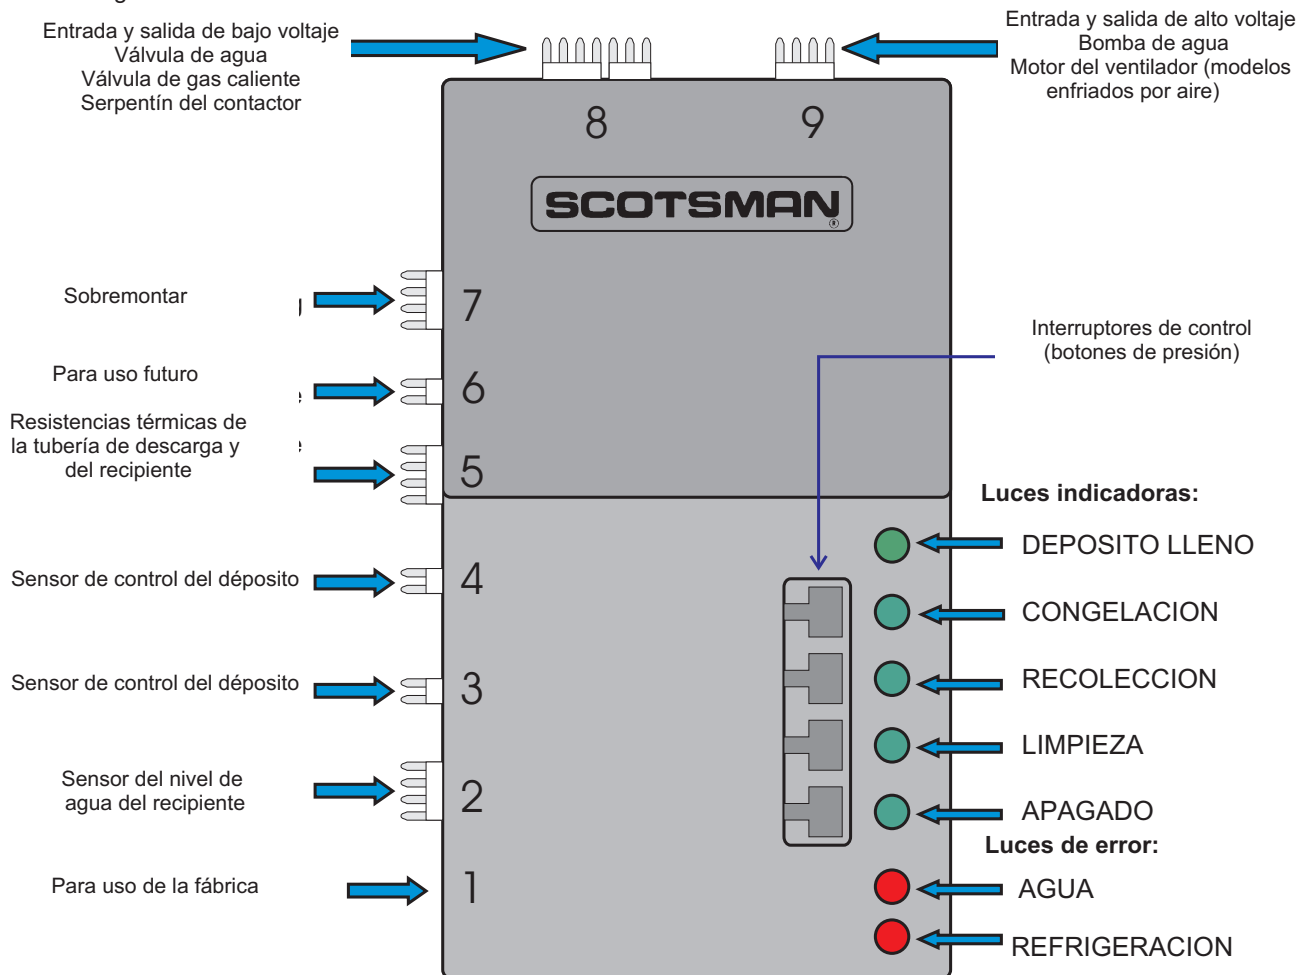 Entrada y salida de bajo voltaje
Válvula de agua
Válvula de gas caliente
Serpentín del contactor
Entrada y salida de alto voltaje
Bomba de agua
Motor del ventilador (modelos
enfriados por aire)
8
9
SCOTSMAN®
Sobremontar
7
Interruptores de control
(botones de presión)
Para uso futuro
6
Resistencias térmicas de
la tubería de descarga y
del recipiente
5
Luces indicadoras:
DEPOSITO LLENO
Sensor de control del déposito
4
CONGELACION
Sensor de control del déposito
3
RECOLECCION
LIMPIEZA
Sensor del nivel de
agua del recipiente
2
APAGADO
Luces de error:
Para uso de la fábrica
1
AGUA
REFRIGERACION